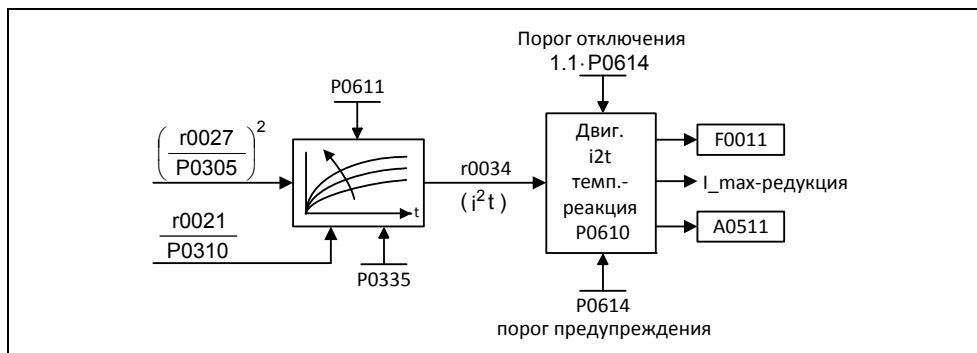 Порог отключения
1.1·P0614
P0611
(r0027
P0305)²
t
r0021
P0310
P0335
r0034
(i²t)
Двиг.
i2t
темп.-
реакция
P0610
F0011
I_max-редукция
A0511
P0614
порог предупреждения